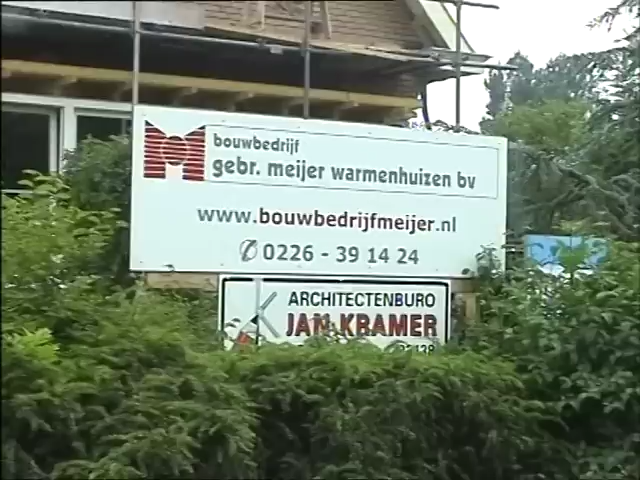 bouwbedrijf
gebr. meijer warmenhuizen bv
www.bouwbedrijfmeijer.nl
✆ 0226 - 39 14 24
ARCHITECTENBURO
JAN KRAMER